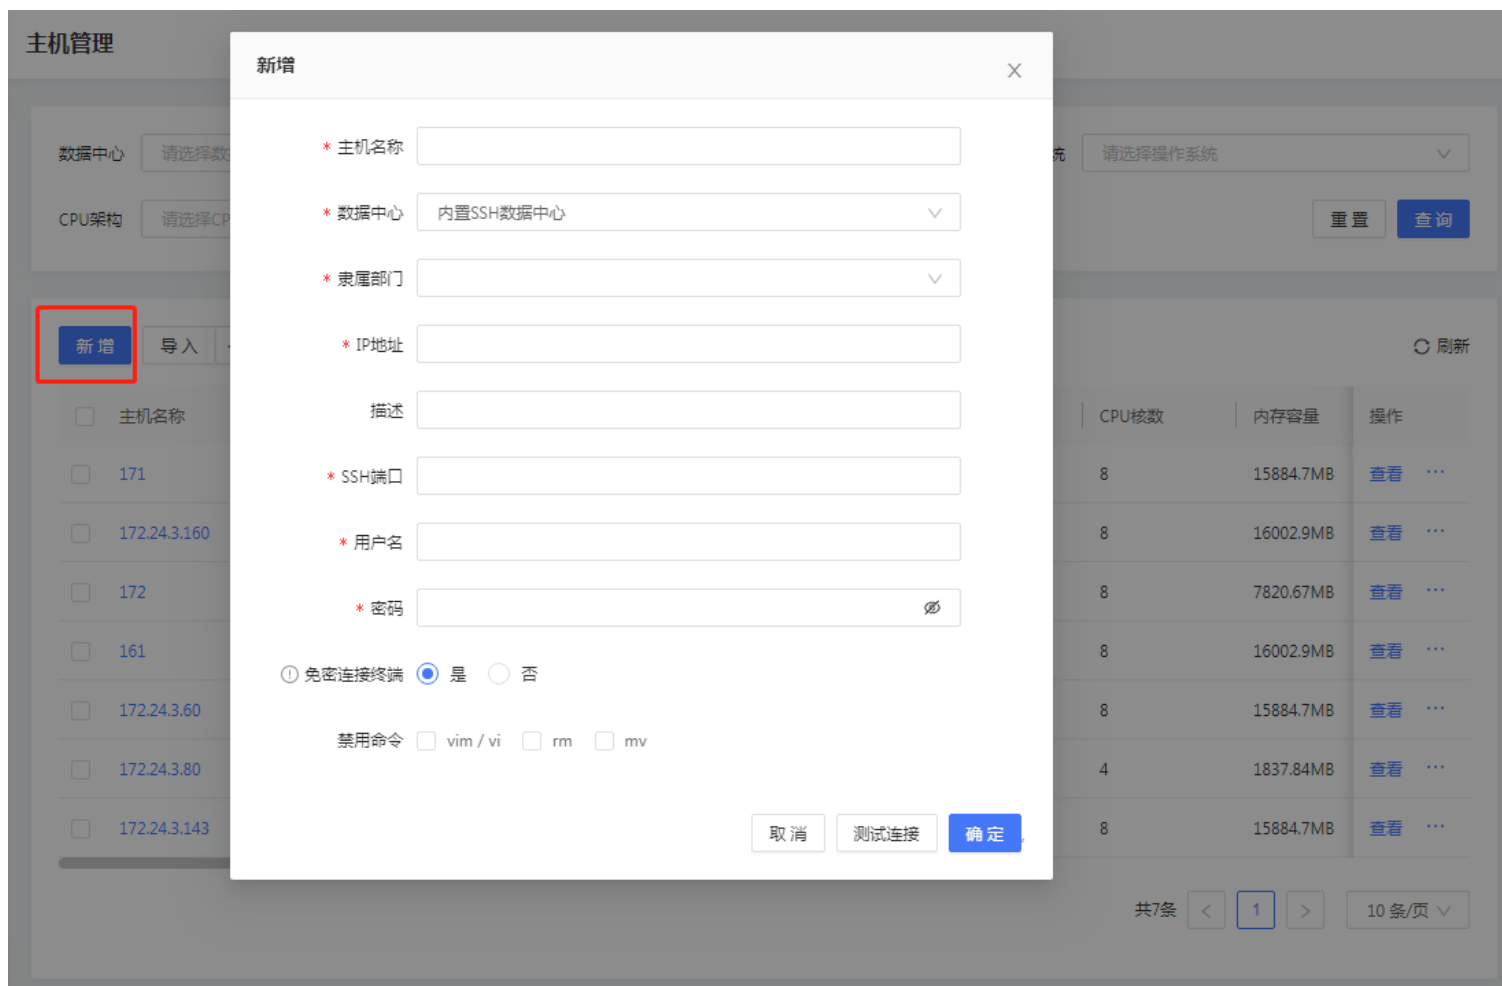 主机管理
新增
数据中心 请选择数
统 请选择操作系统
CPU架构 请选择CP
重置 查询
* 主机名称
* 数据中心 内置SSH数据中心
* 隶属部门
* IP地址
描述
* SSH端口
* 用户名
* 密码
免密连接终端 是 否
禁用命令 vim / vi rm mv
取消 测试连接 确定
新增 导入
刷新
主机名称 CPU核数 内存容量 操作
171 8 15884.7MB 查看 ...
172.24.3.160 8 16002.9MB 查看 ...
172 8 7820.67MB 查看 ...
161 8 16002.9MB 查看 ...
172.24.3.60 8 15884.7MB 查看 ...
172.24.3.80 4 1837.84MB 查看 ...
172.24.3.143 8 15884.7MB 查看 ...
共7条 < 1 > 10 条/页